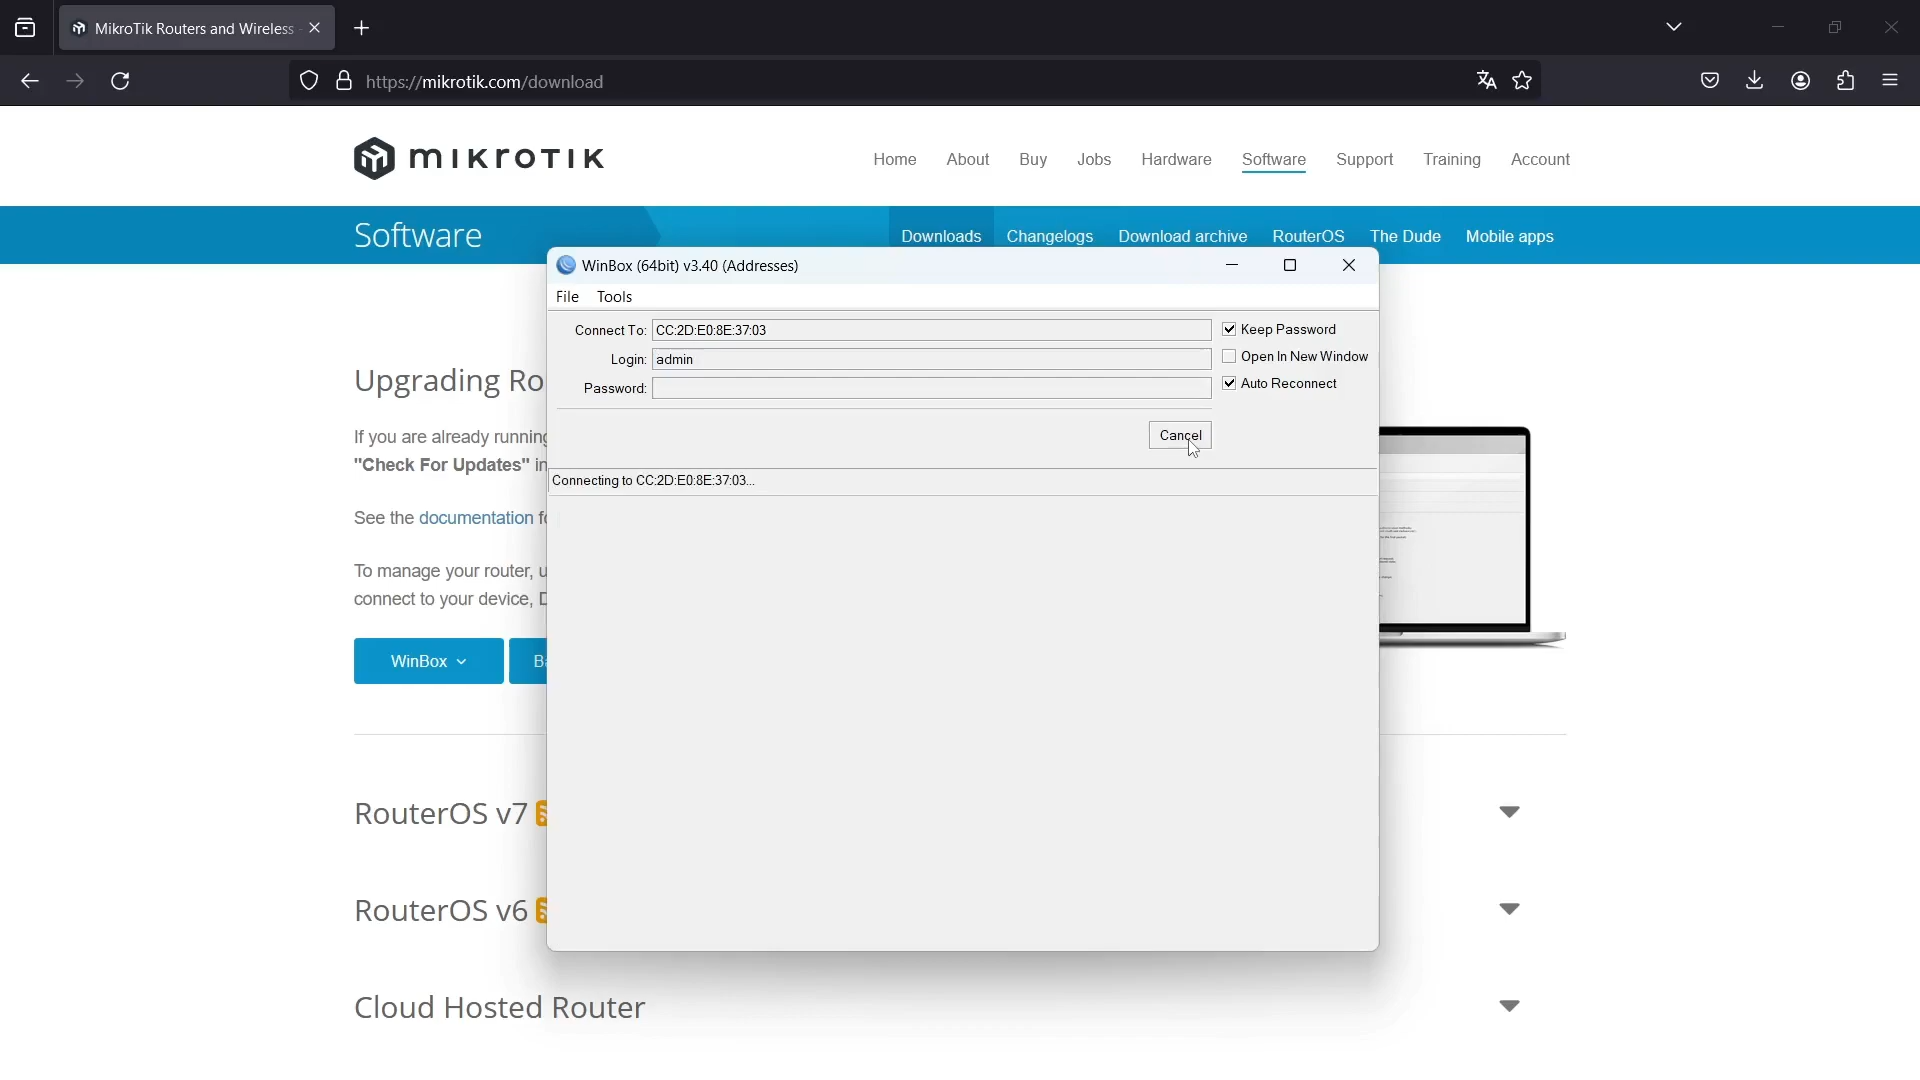 MikroTik Routers and Wireless -
https://mikrotik.com/download
mikrotik
Home About Buy Jobs Hardware Software Support Training Account
Software
Downloads Changelogs Download archive RouterOS The Dude Mobile apps
WinBox (64bit) v3.40 (Addresses)
File Tools
Connect To: CC:2D:E0:8E:37:03
Keep Password
Login: admin
Open In New Window
Password:
Auto Reconnect
Cancel
Connecting to CC:2D:E0:8E:37:03...
Upgrading Ro
If you are already running
"Check For Updates" in
See the documentation fo
To manage your router, u
connect to your device, D
WinBox
Ba
RouterOS v7
RouterOS v6
Cloud Hosted Router